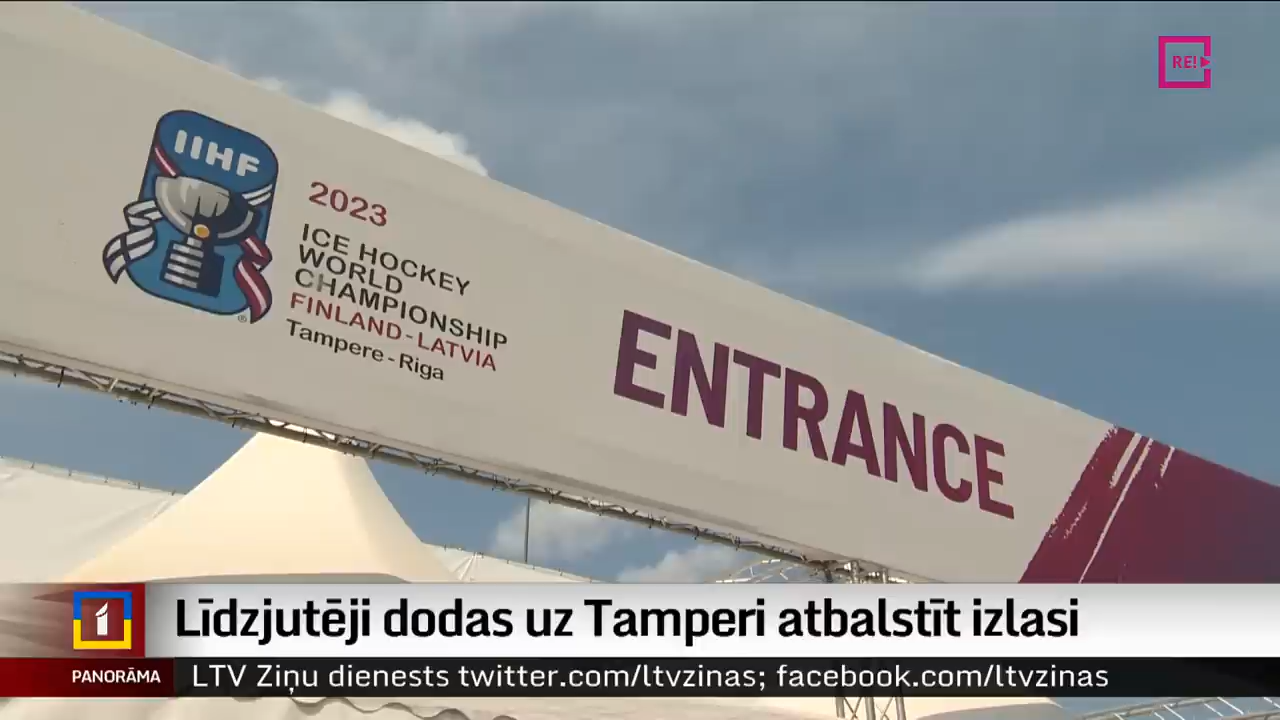 RE!
IIHF
2023
ICE HOCKEY
WORLD
CHAMPIONSHIP
FINLAND-LATVIA
Tampere-Riga
ENTRANCE
1
Līdzjutēji dodas uz Tamperi atbalstīt izlasi
PANORĀMA
LTV Ziņu dienests twitter.com/ltvzinas; facebook.com/ltvzinas